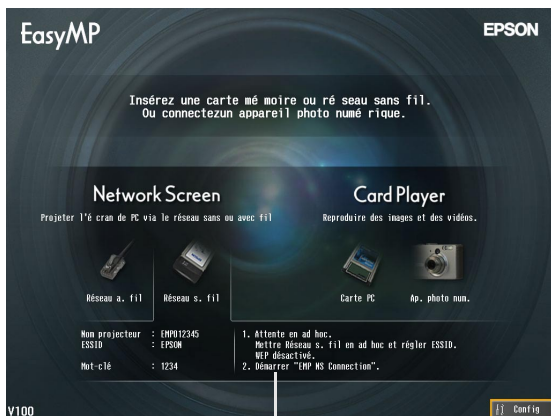 EasyMP
EPSON
Insérez une carte mé moire ou ré seau sans fil.
Ou connectezun appareil photo numé rique.
Network Screen
Projeter l'é cran de PC via le réseau sans ou avec fil
Réseau a. fil
Réseau s. fil
Card Player
Reproduire des images et des vidéos.
Carte PC
Ap. photo num.
Nom projecteur : EMP012345
ESSID : EPSON
Mot-clé : 1234
1. Attente en ad hoc.
Mettre Réseau s. fil en ad hoc et régler ESSID.
WEP désactivé.
2. Démarrer "EMP NS Connection".
V100
Config